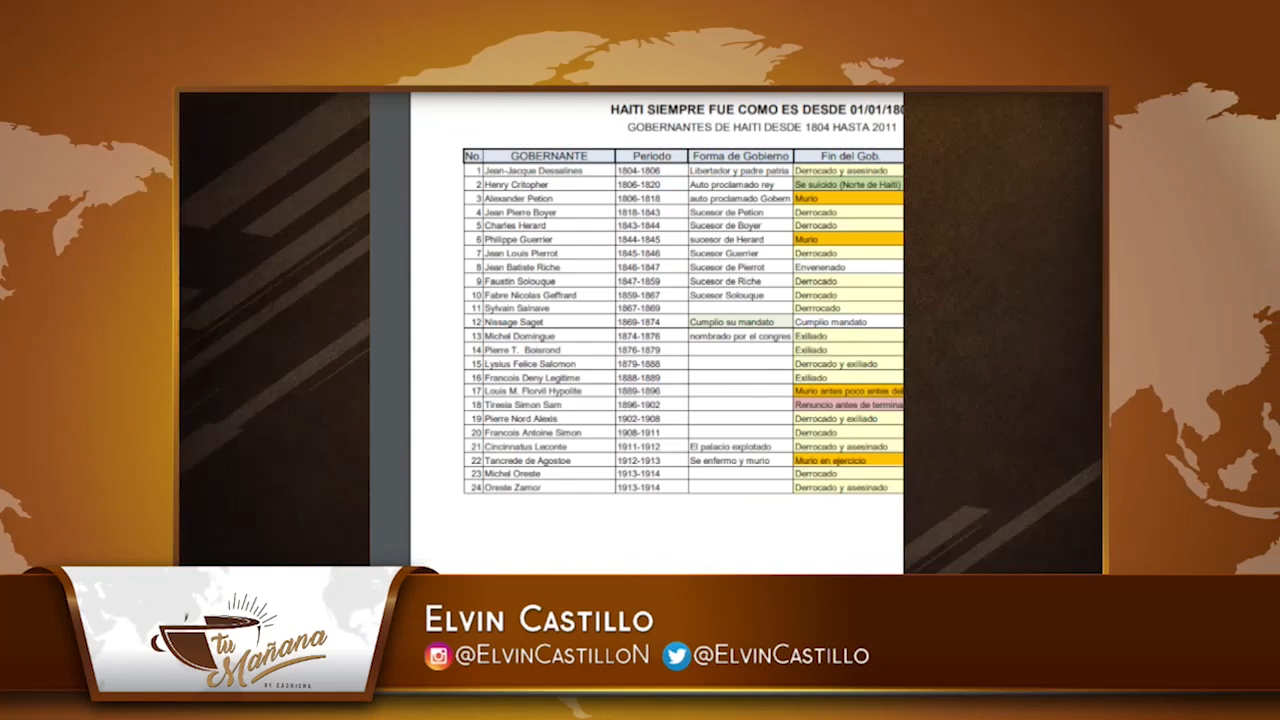 HAITI SIEMPRE FUE COMO ES DESDE 01/01/180
GOBERNANTES DE HAITI DESDE 1804 HASTA 2011
No. GOBERNANTE Periodo Forma de Gobierno Fin del Gob.
1 Jean-Jacque Dessalines 1804-1806 Libertador y padre patria Derrocado y asesinado
2 Henry Critopher 1806-1820 Auto proclamado rey Se suicido (Norte de Haiti)
3 Alexander Petion 1806-1818 auto proclamado Gobern Murio
4 Jean Pierre Boyer 1818-1843 Sucesor de Petion Derrocado
5 Charles Herard 1843-1844 Sucesor de Boyer Derrocado
6 Philippe Guerrier 1844-1845 sucesor de Herard Murio
7 Jean Louis Pierrot 1845-1846 Sucesor Guerrier Derrocado
8 Jean Batiste Riche 1846-1847 Sucesor de Pierrot Envenenado
9 Faustin Solouque 1847-1859 Sucesor de Riche Derrocado
10 Fabre Nicolas Geffrard 1859-1867 Sucesor Solouque Derrocado
11 Sylvain Salnave 1867-1869 Derrocado
12 Nissage Saget 1869-1874 Cumplio su mandato Cumplio mandato
13 Michel Domingue 1874-1876 nombrado por el congres Exiliado
14 Pierre T. Boisrond 1876-1879 Exiliado
15 Lysius Felice Salomon 1879-1888 Derrocado y exiliado
16 Francois Deny Legitime 1888-1889 Exiliado
17 Louis M. Florvil Hypolite 1889-1896 Murio antes poco antes del
18 Tiresia Simon Sam 1896-1902 Renuncio antes de termina
19 Pierre Nord Alexis 1902-1908 Derrocado y exiliado
20 Francois Antoine Simon 1908-1911 Derrocado
21 Cincinnatus Leconte 1911-1912 El palacio explotado Derrocado y asesinado
22 Tancrede de Agostoe 1912-1913 Se enfermo y murio Murio en ejercicio
23 Michel Oreste 1913-1914 Derrocado
24 Oreste Zamor 1913-1914 Derrocado y asesinado
tu Mañana
BY CACHICHA
ELVIN CASTILLO
@ELVINCASTILLON @ELVINCASTILLO